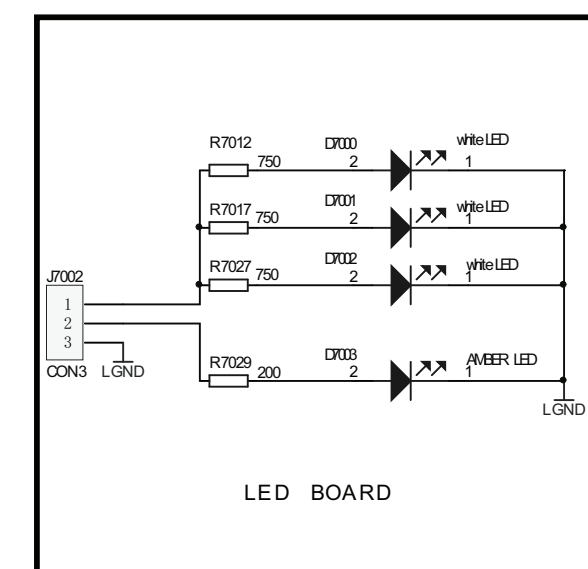 R7012 D7000 white LED
750 2 1
R7017 D7001 white LED
750 2 1
R7027 D7002 white LED
750 2 1
J7002
1
2
3
CON3 LGND
R7029 D7003 AMBER LED
200 2 1
LGND
LED BOARD